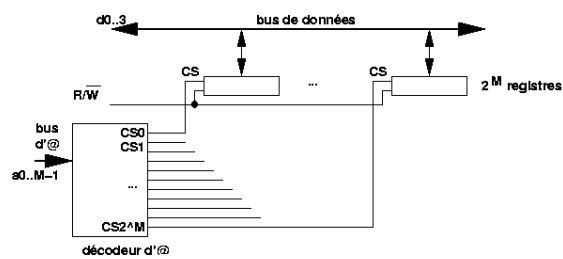 d0..3
bus de données
CS
CS
...
2^M registres
R/W̅
bus
d'@
a0..M−1
CS0
CS1
...
CS2^M
décodeur d'@